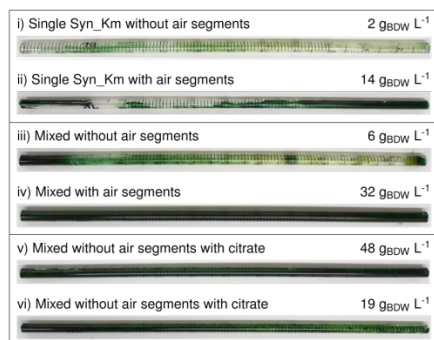 i) Single Syn_Km without air segments 2 gBDW L-1
ii) Single Syn_Km with air segments 14 gBDW L-1
iii) Mixed without air segments 6 gBDW L-1
iv) Mixed with air segments 32 gBDW L-1
v) Mixed without air segments with citrate 48 gBDW L-1
vi) Mixed without air segments with citrate 19 gBDW L-1